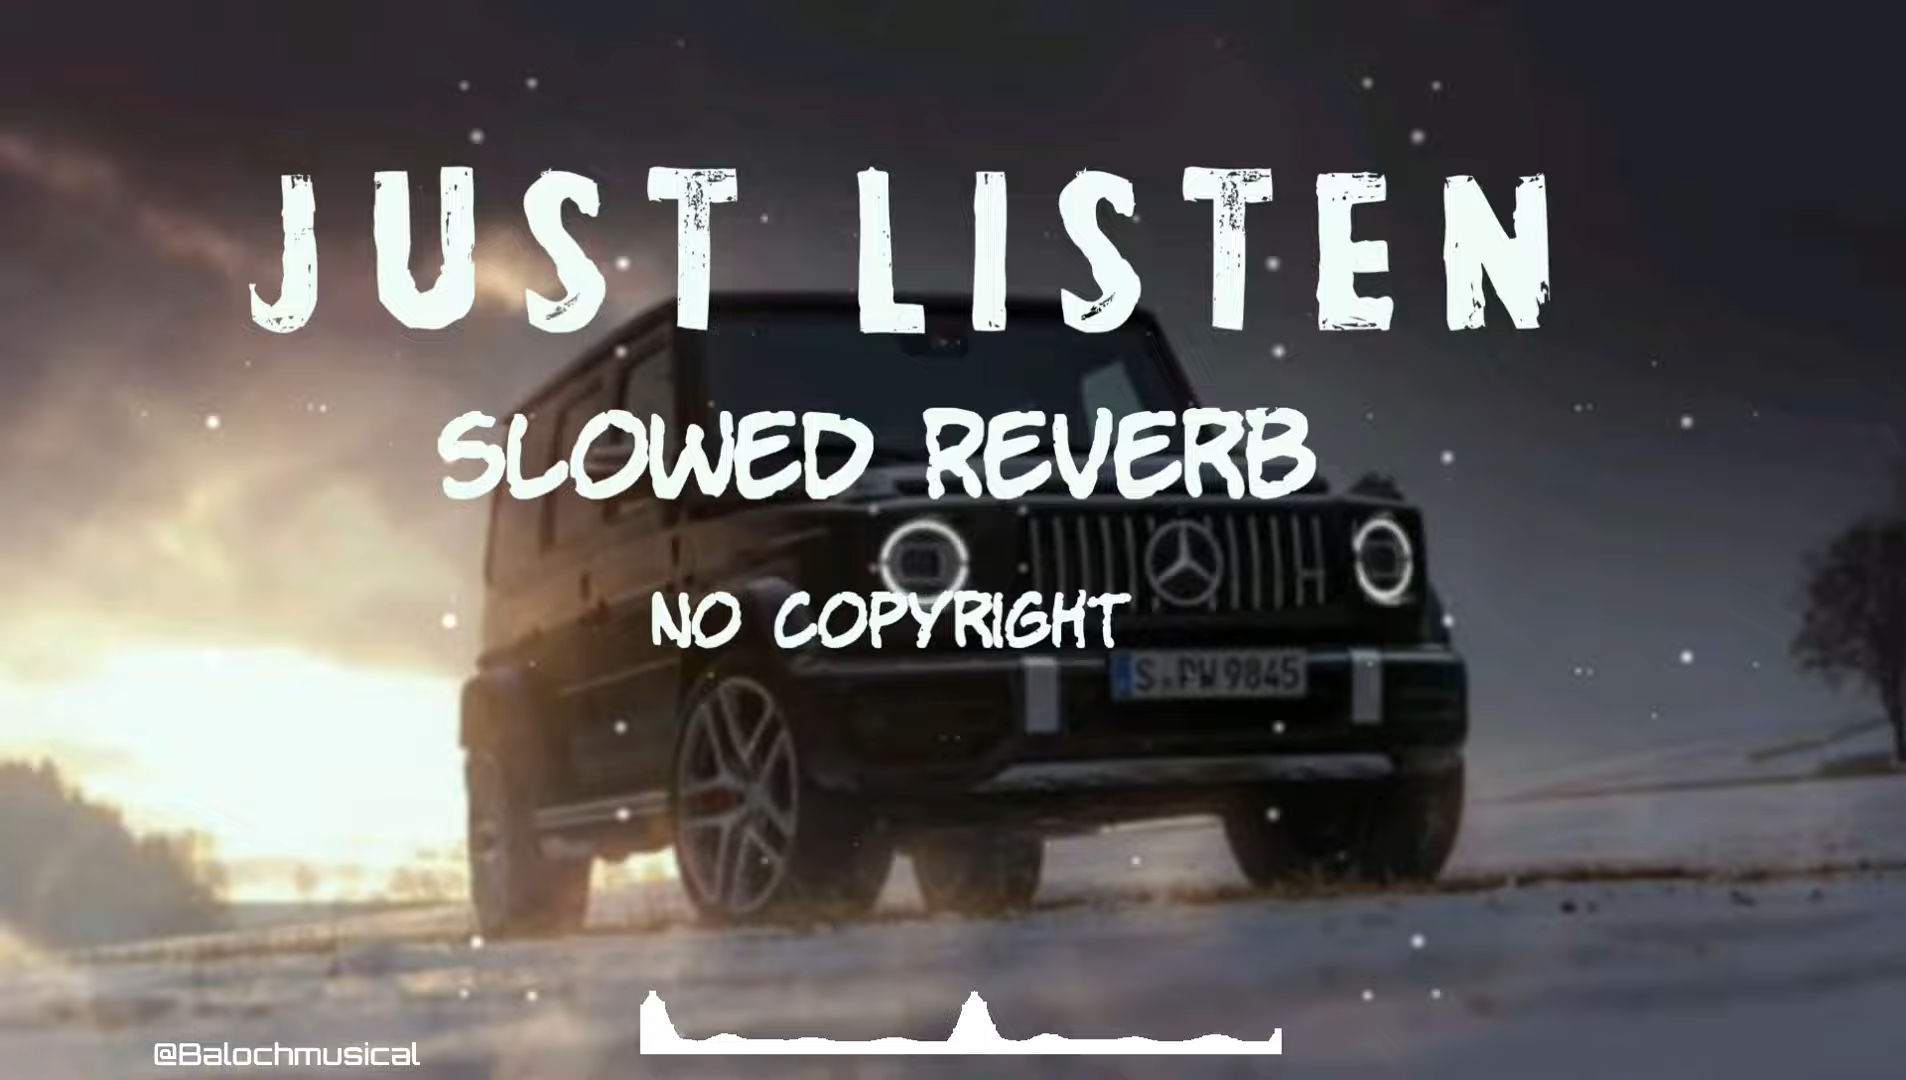 JUST LISTEN
SLOWED REVERB
NO COPYRIGHT
S PW 9845
@Balochmusical